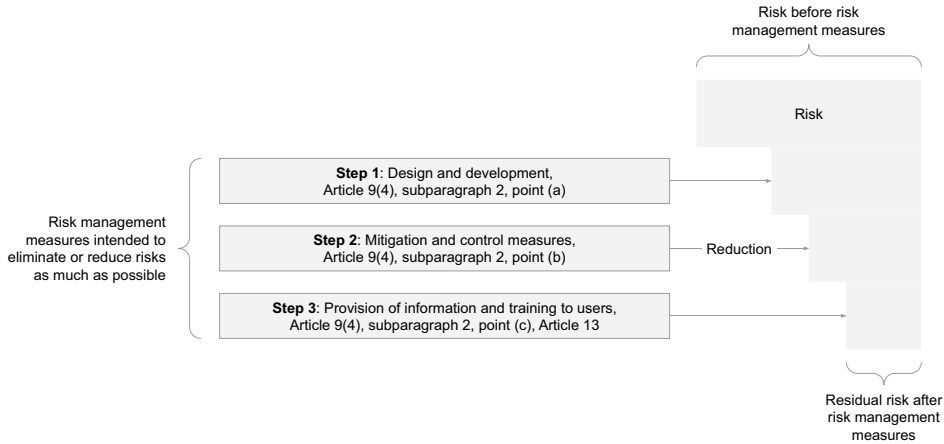 Risk before risk
management measures
Risk
Step 1: Design and development,
Article 9(4), subparagraph 2, point (a)
Risk management
measures intended to
eliminate or reduce risks
as much as possible
Step 2: Mitigation and control measures,
Article 9(4), subparagraph 2, point (b)
Reduction
Step 3: Provision of information and training to users,
Article 9(4), subparagraph 2, point (c), Article 13
Residual risk after
risk management
measures